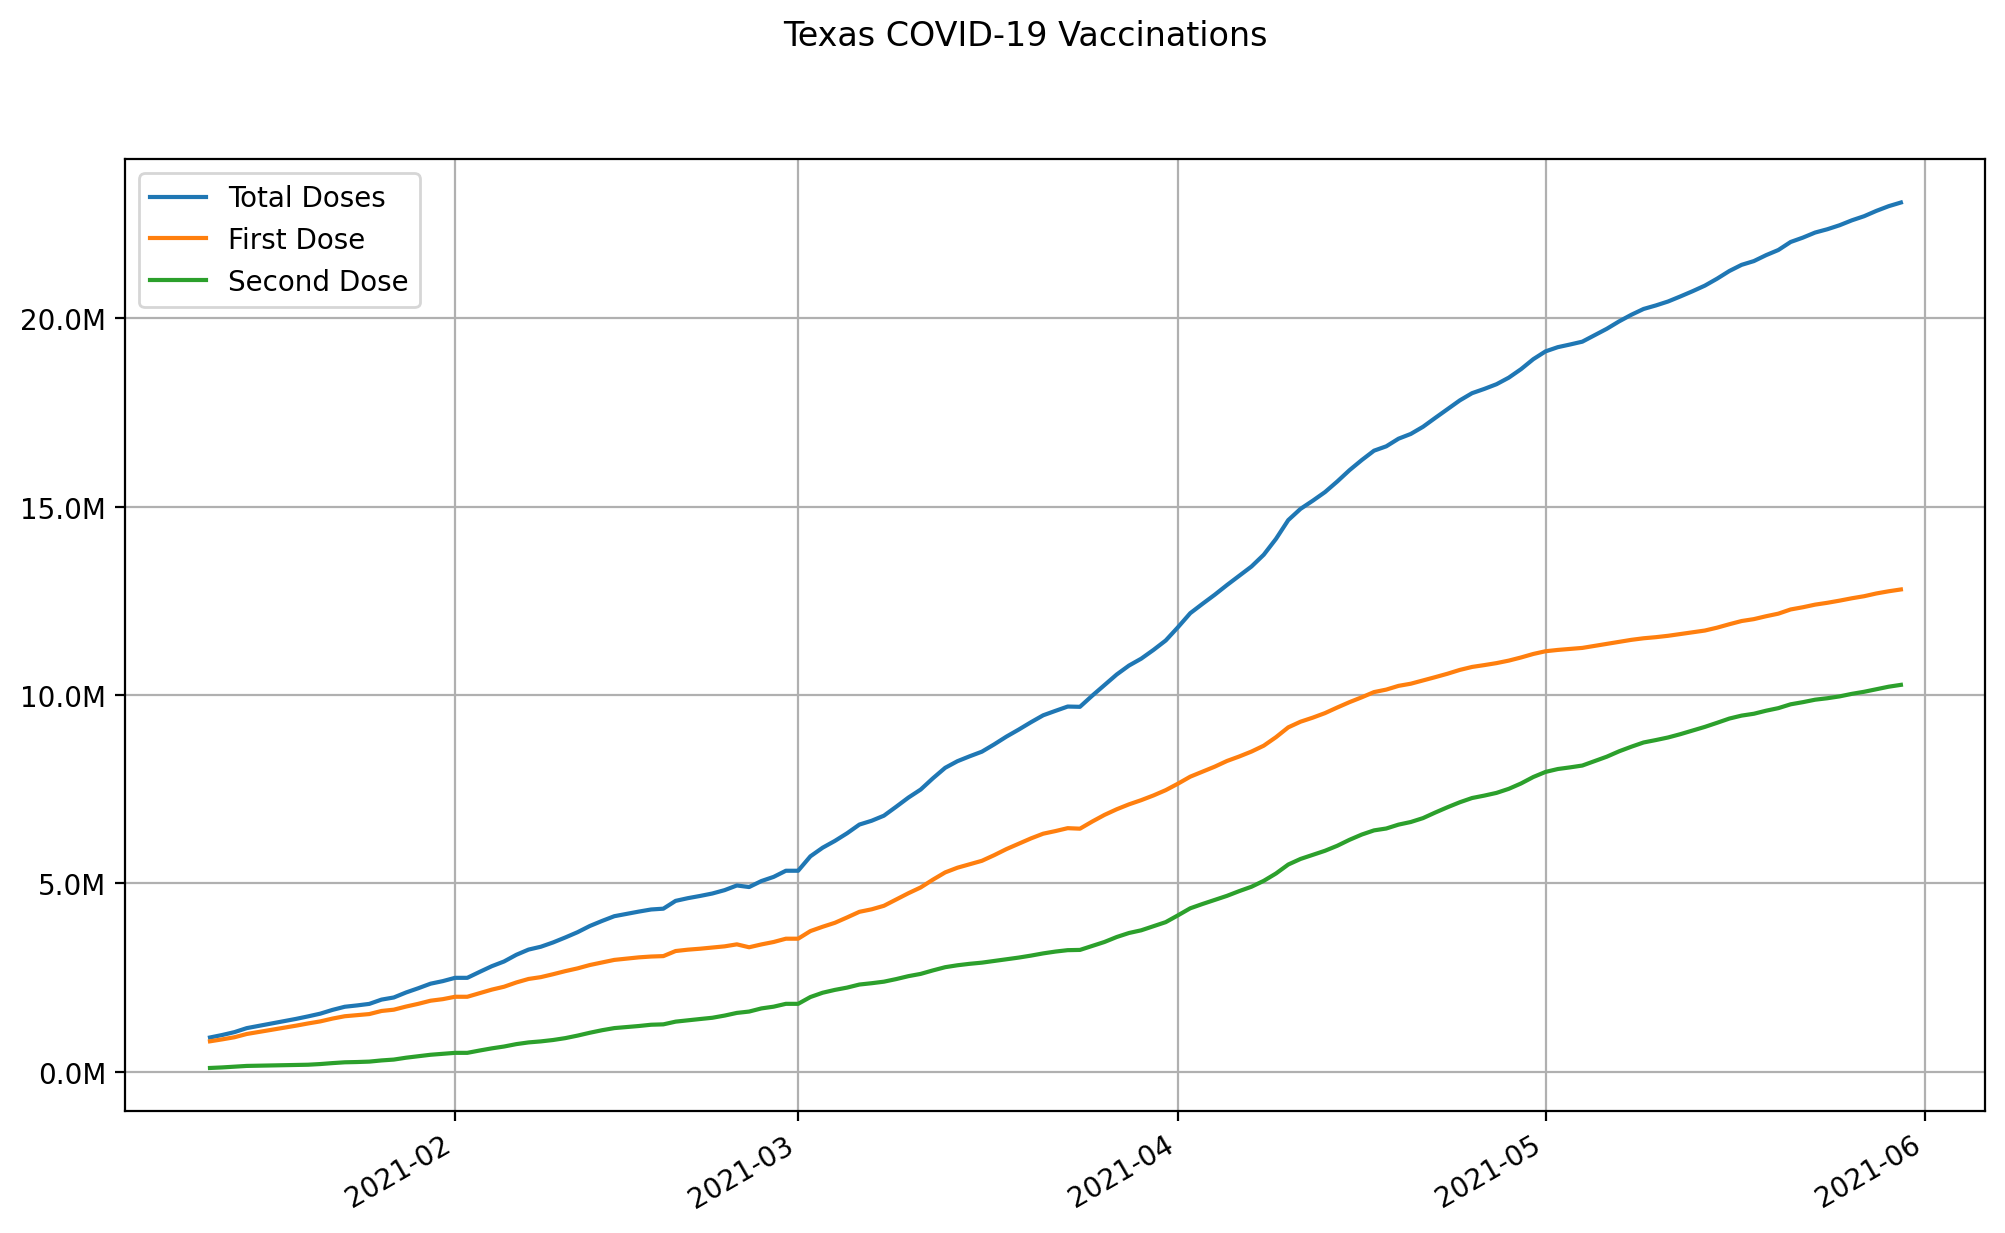 Texas COVID-19 Vaccinations
Total Doses
First Dose
Second Dose
20.0M
15.0M
10.0M
5.0M
0.0M
2021-02
2021-03
2021-04
2021-05
2021-06